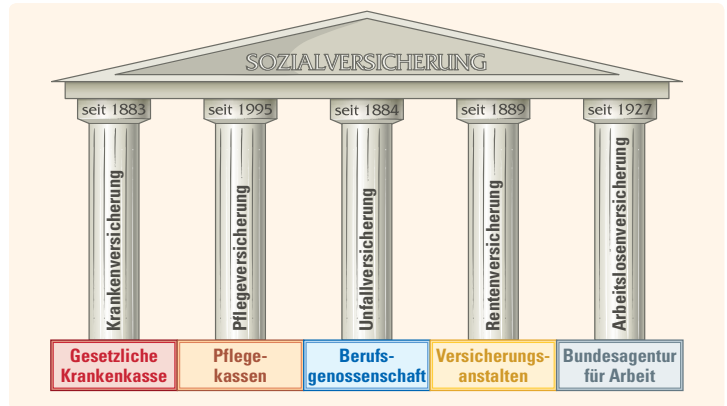 SOZIALVERSICHERUNG
seit 1883
seit 1995
seit 1884
seit 1889
seit 1927
Krankenversicherung
Pflegeversicherung
Unfallversicherung
Rentenversicherung
Arbeitslosenversicherung
Gesetzliche
Krankenkasse
Pflege-
kassen
Berufs-
genossenschaft
Versicherungs-
anstalten
Bundesagentur
für Arbeit